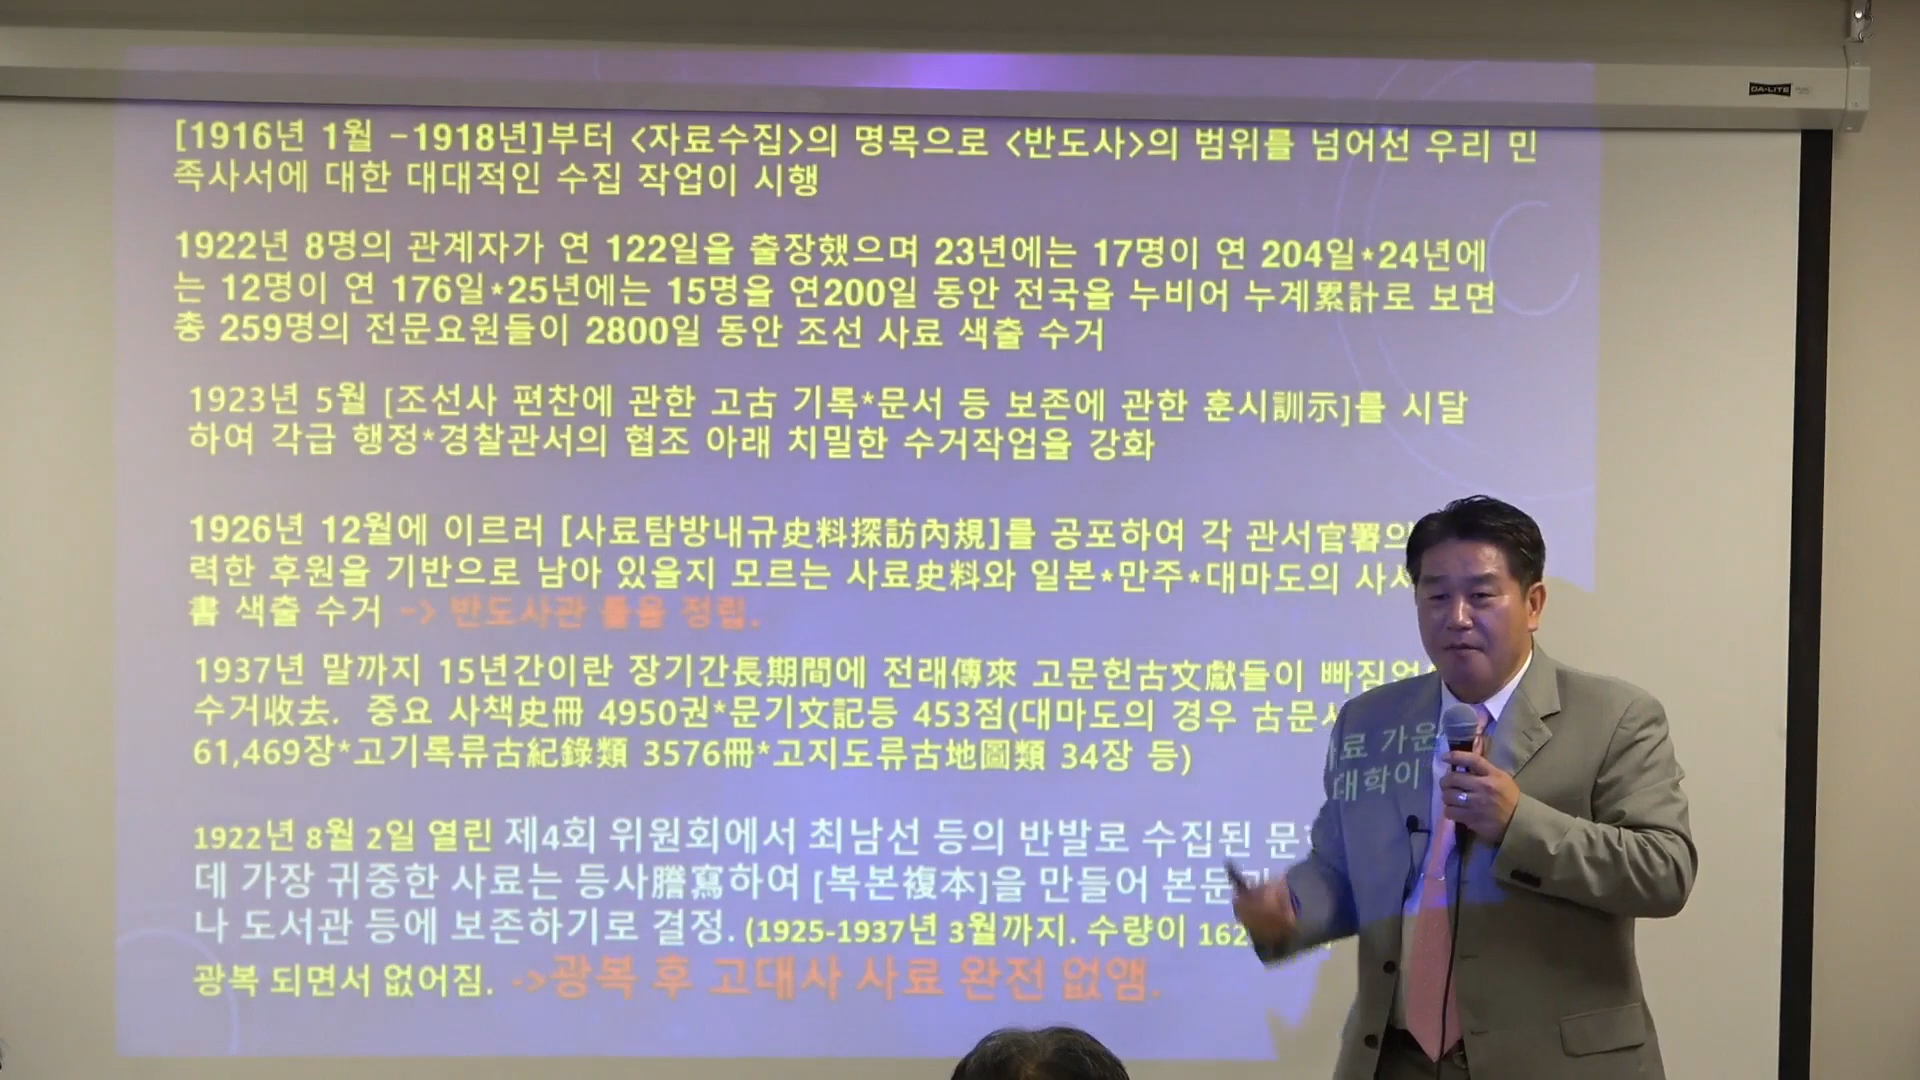 DA-LITE
[1916년 1월 -1918년]부터 <자료수집>의 명목으로 <반도사>의 범위를 넘어선 우리 민
족사서에 대한 대대적인 수집 작업이 시행
1922년 8명의 관계자가 연 122일을 출장했으며 23년에는 17명이 연 204일*24년에
는 12명이 연 176일*25년에는 15명을 연200일 동안 전국을 누비어 누계累計로 보면
총 259명의 전문요원들이 2800일 동안 조선 사료 색출 수거
1923년 5월 [조선사 편찬에 관한 고古 기록*문서 등 보존에 관한 훈시訓示]를 시달
하여 각급 행정*경찰관서의 협조 아래 치밀한 수거작업을 강화
1926년 12월에 이르러 [사료탐방내규史料探訪內規]를 공포하여 각 관서官署의
력한 후원을 기반으로 남아 있을지 모르는 사료史料와 일본*만주*대마도의
書 색출 수거 -> 반도사관 틀을 정립.
1937년 말까지 15년간이란 장기간長期間에 전래傳來 고문헌古文獻들이
수거收去. 중요 사책史冊 4950권*문기文記등 453점(대마도의 경우
61,469장*고기록류古紀錄類 3576冊*고지도류古地圖類 34장 등)
1922년 8월 2일 열린 제4회 위원회에서 최남선 등의 반발로 수집된 사료 가운
데 가장 귀중한 사료는 등사謄寫하여 [복본複本]을 만들어 대학이
나 도서관 등에 보존하기로 결정. (1925-1937년 3월까지. 수량이
광복 되면서 없어짐. ->광복 후 고대사 사료 완전 없앰.